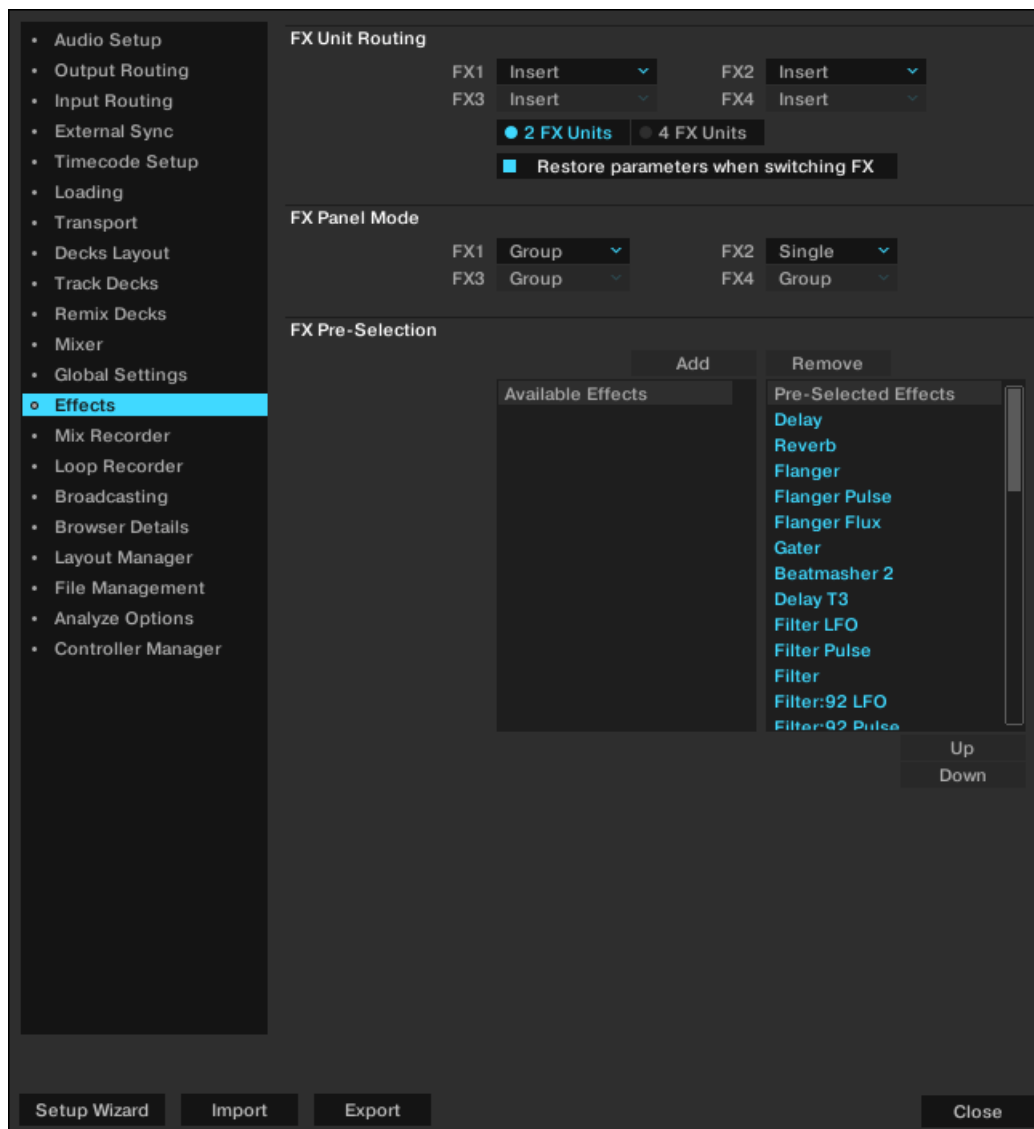 Audio Setup
Output Routing
Input Routing
External Sync
Timecode Setup
Loading
Transport
Decks Layout
Track Decks
Remix Decks
Mixer
Global Settings
Effects
Mix Recorder
Loop Recorder
Broadcasting
Browser Details
Layout Manager
File Management
Analyze Options
Controller Manager
FX Unit Routing
FX1 Insert FX2 Insert
FX3 Insert FX4 Insert
2 FX Units 4 FX Units
Restore parameters when switching FX
FX Panel Mode
FX1 Group FX2 Single
FX3 Group FX4 Group
FX Pre-Selection
Add Remove
Available Effects
Pre-Selected Effects
Delay
Reverb
Flanger
Flanger Pulse
Flanger Flux
Gater
Beatmasher 2
Delay T3
Filter LFO
Filter Pulse
Filter
Filter:92 LFO
Filter:92 Pulse
Up
Down
Setup Wizard Import Export Close